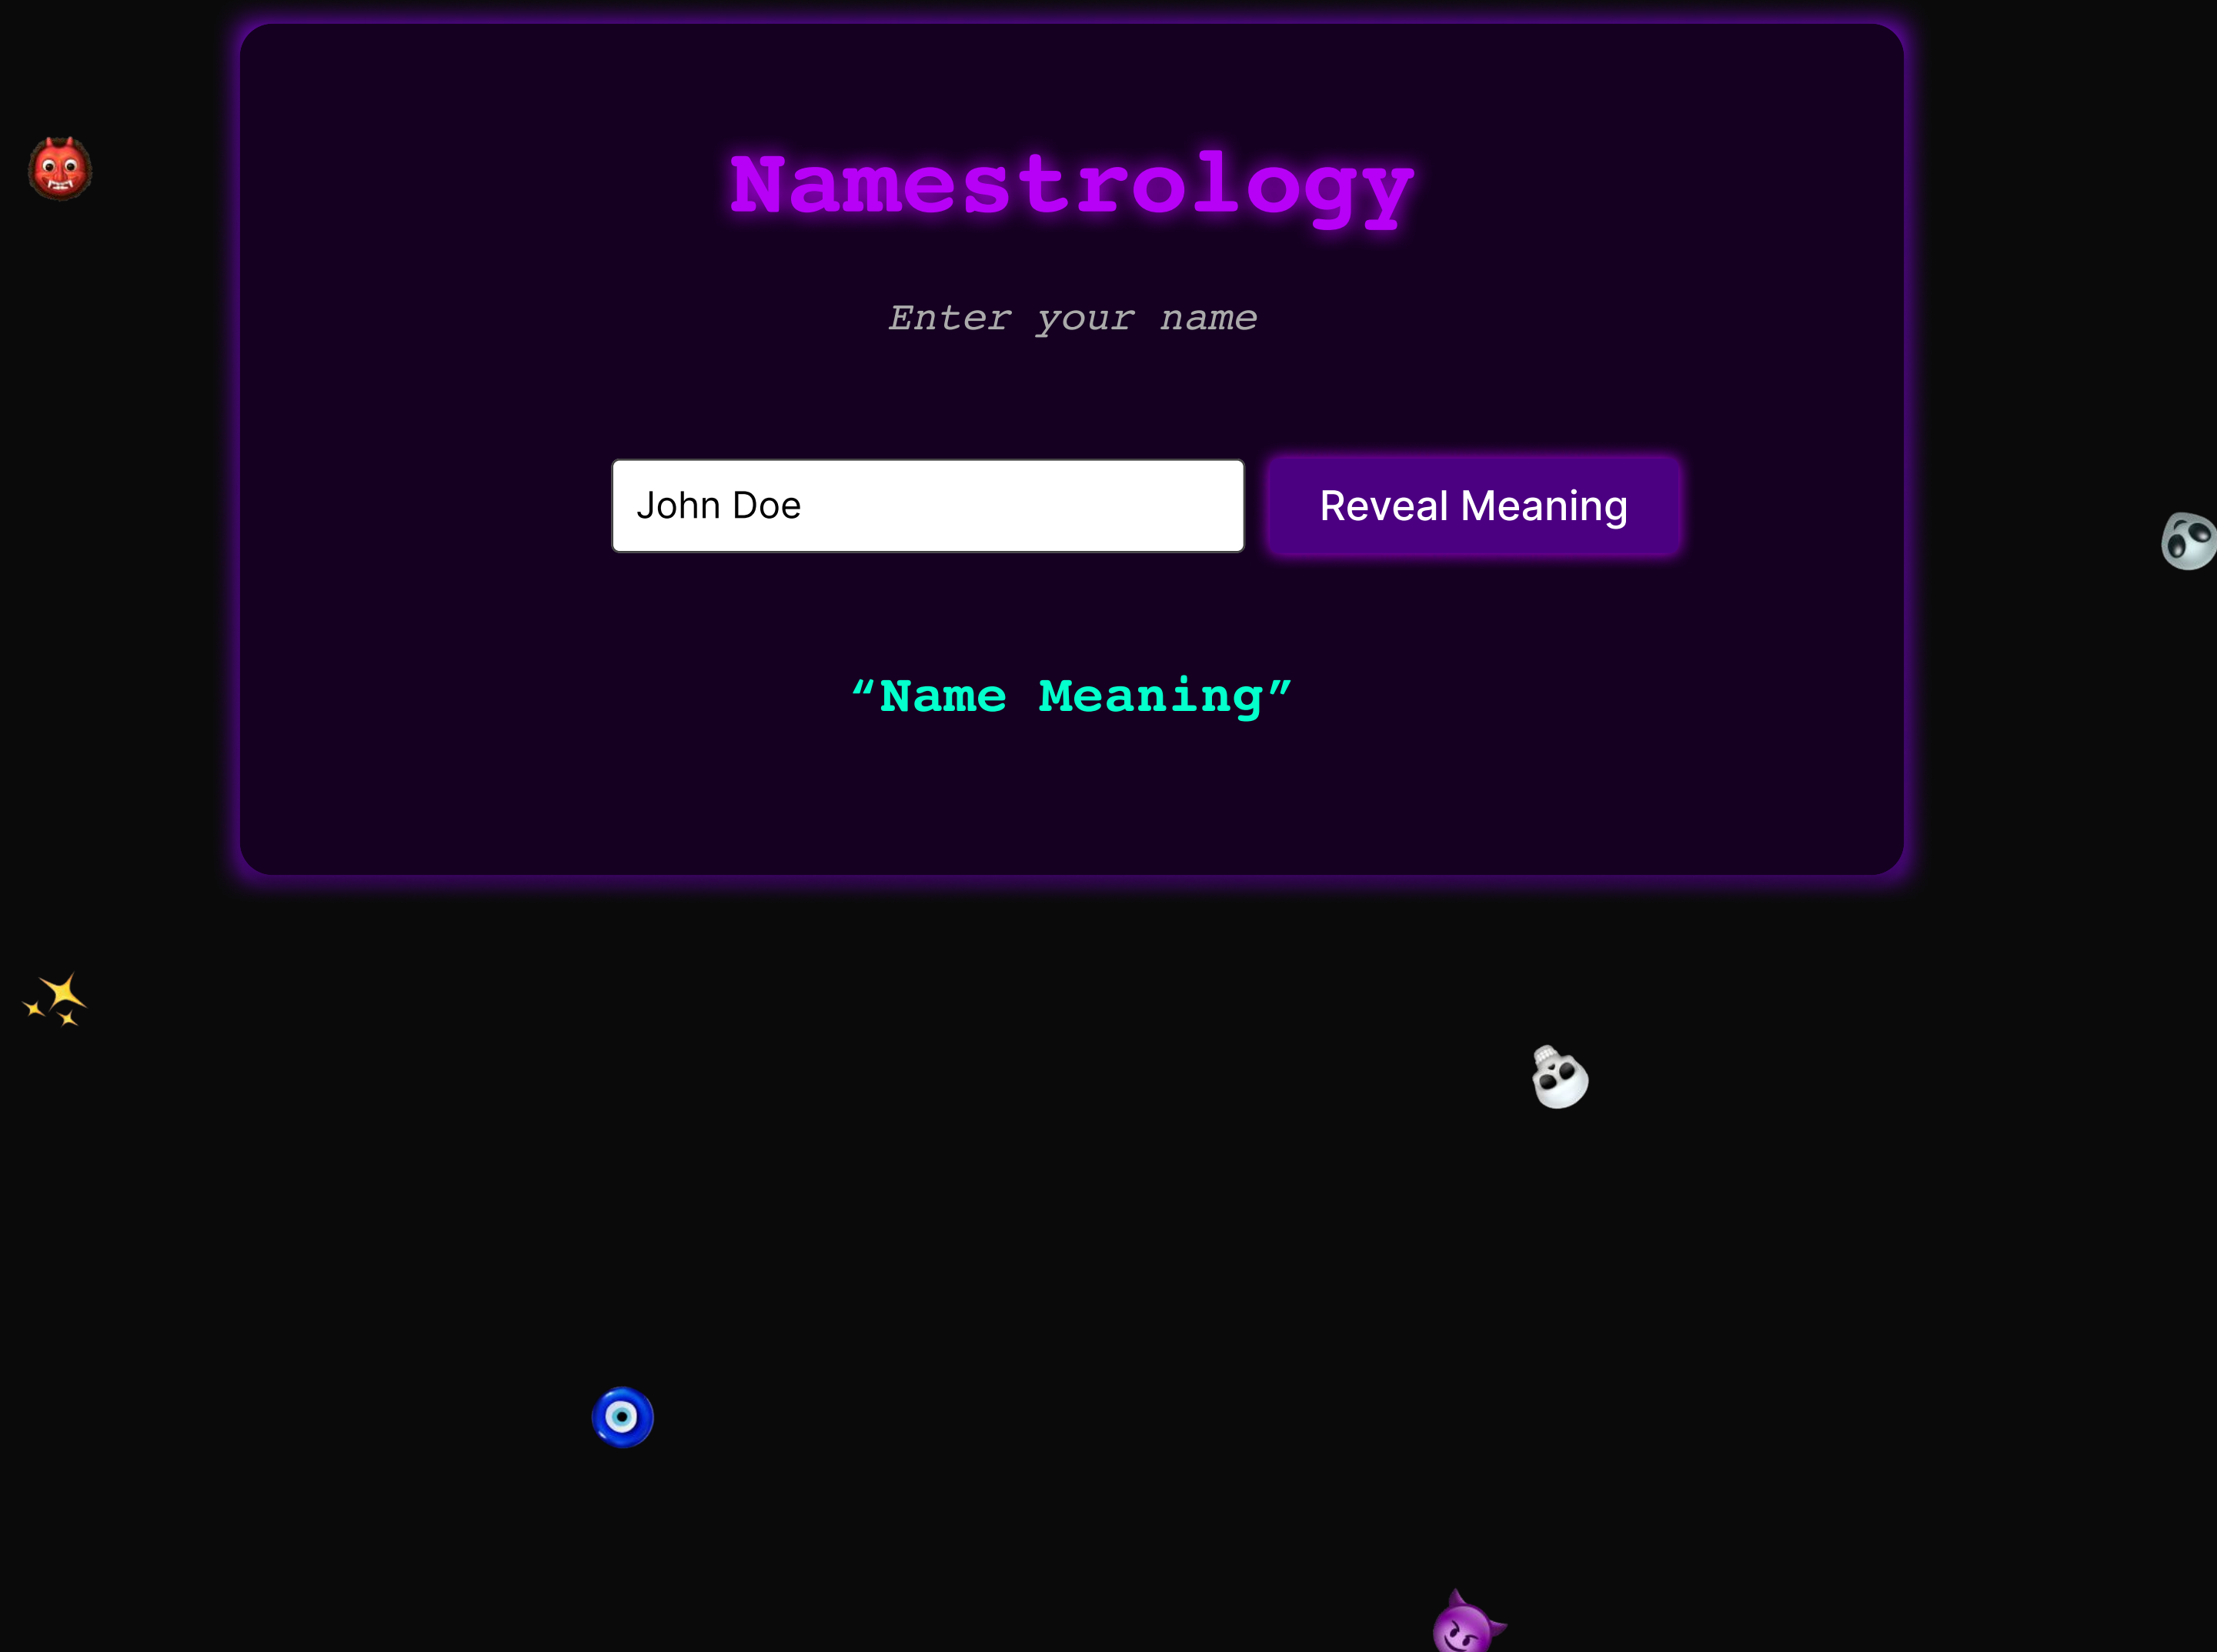 Namestrology
Enter your name
John Doe
Reveal Meaning
“Name Meaning”